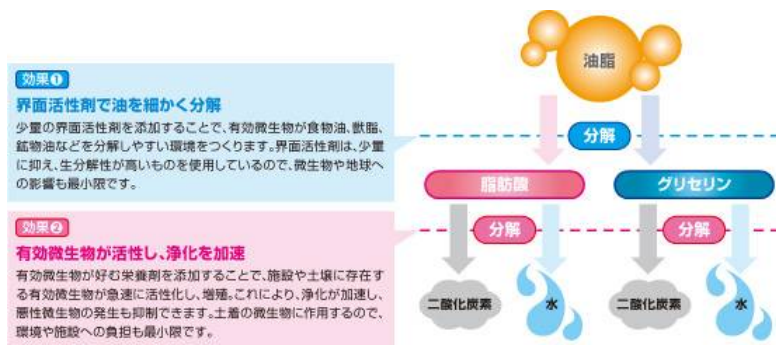 効果❶
界面活性剤で油を細かく分解
少量の界面活性剤を添加することで、有効微生物が食物油、獣脂、
鉱物油などを分解しやすい環境をつくります。界面活性剤は、少量
に抑え、生分解性が高いものを使用しているので、微生物や地球へ
の影響も最小限です。
効果❷
有効微生物が活性し、浄化を加速
有効微生物が好む栄養剤を添加することで、施設や土壌に存在す
る有効微生物が急速に活性化し、増殖。これにより、浄化が加速し、
悪性微生物の発生も抑制できます。土着の微生物に作用するので、
環境や施設への負担も最小限です。
油脂
分解
脂肪酸
グリセリン
分解
分解
二酸化炭素
水
二酸化炭素
水